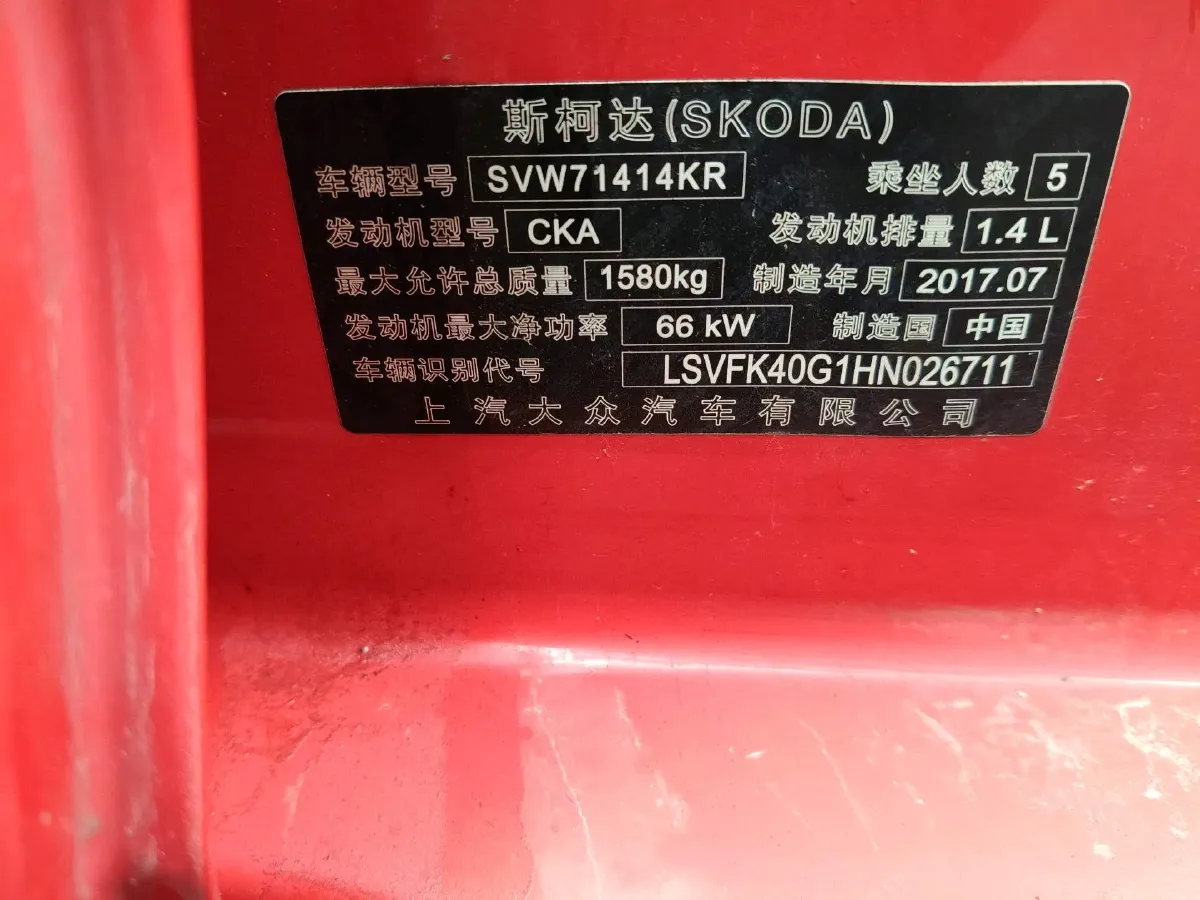 斯柯达(SKODA)
车辆型号 SVW71414KR 乘坐人数 5
发动机型号 CKA 发动机排量 1.4 L
最大允许总质量 1580kg 制造年月 2017.07
发动机最大净功率 66 kW 制造国 中国
车辆识别代号 LSVFK40G1HN026711
上汽大众汽车有限公司